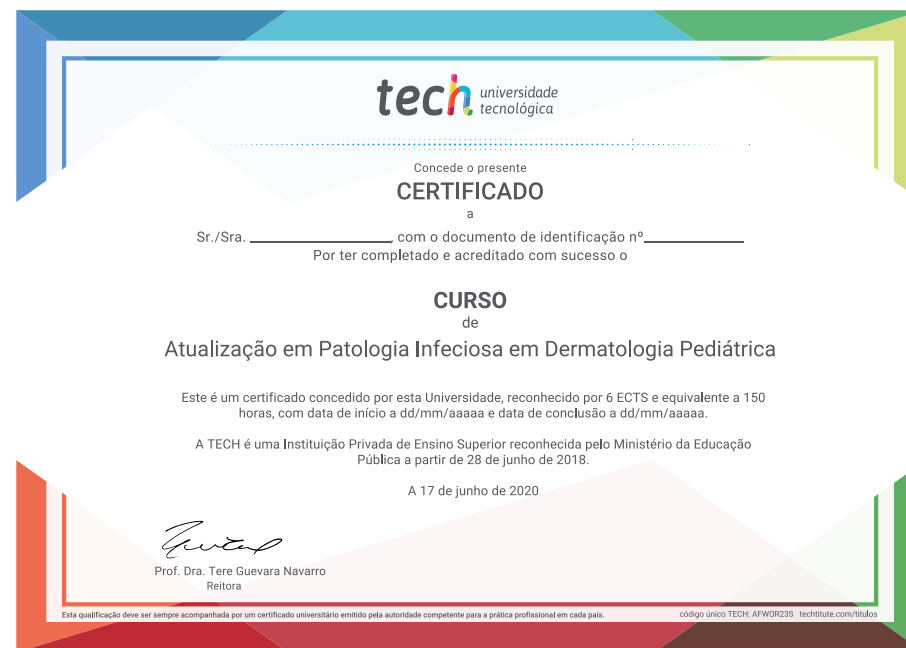 tech universidade
tecnológica
Concede o presente
CERTIFICADO
a
Sr./Sra. ____________________, com o documento de identificação nº______________
Por ter completado e acreditado com sucesso o
CURSO
de
Atualização em Patologia Infeciosa em Dermatologia Pediátrica
Este é um certificado concedido por esta Universidade, reconhecido por 6 ECTS e equivalente a 150
horas, com data de início a dd/mm/aaaaa e data de conclusão a dd/mm/aaaaa.
A TECH é uma Instituição Privada de Ensino Superior reconhecida pelo Ministério da Educação
Pública a partir de 28 de junho de 2018.
A 17 de junho de 2020
Prof. Dra. Tere Guevara Navarro
Reitora
Esta qualificação deve ser sempre acompanhada por um certificado universitário emitido pela autoridade competente para a prática profissional em cada país.
código único TECH: AFWOR23S techtitute.com/titulos